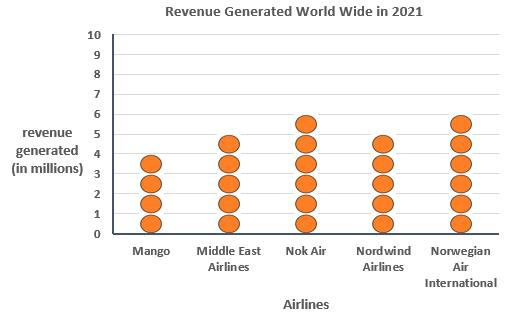 Revenue Generated World Wide in 2021
10
9
8
7
6
5
4
3
2
1
0
revenue
generated
(in millions)
Mango
Middle East
Airlines
Nok Air
Nordwind
Airlines
Norwegian
Air
International
Airlines